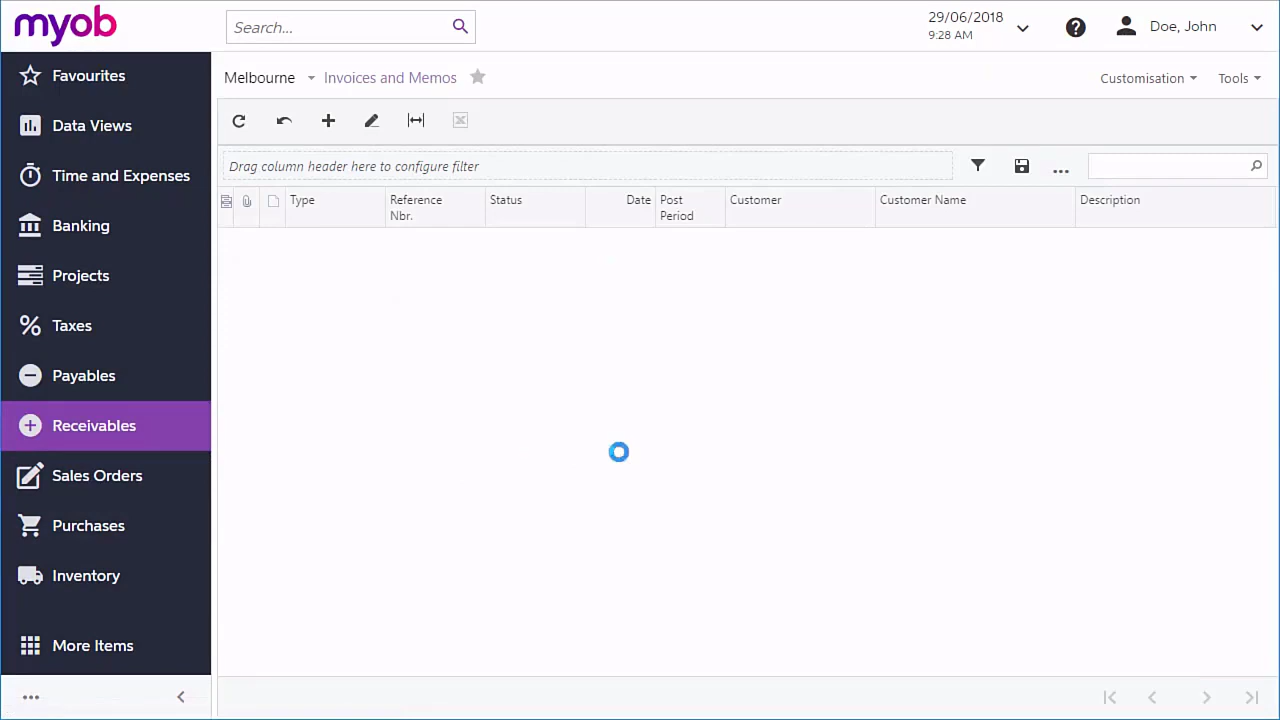 myob
Search...
29/06/2018
9:28 AM
Doe, John
Favourites
Data Views
Time and Expenses
Banking
Projects
Taxes
Payables
Receivables
Sales Orders
Purchases
Inventory
More Items
Melbourne
Invoices and Memos
Customisation
Tools
Drag column header here to configure filter
Type
Reference
Nbr.
Status
Date
Post
Period
Customer
Customer Name
Description